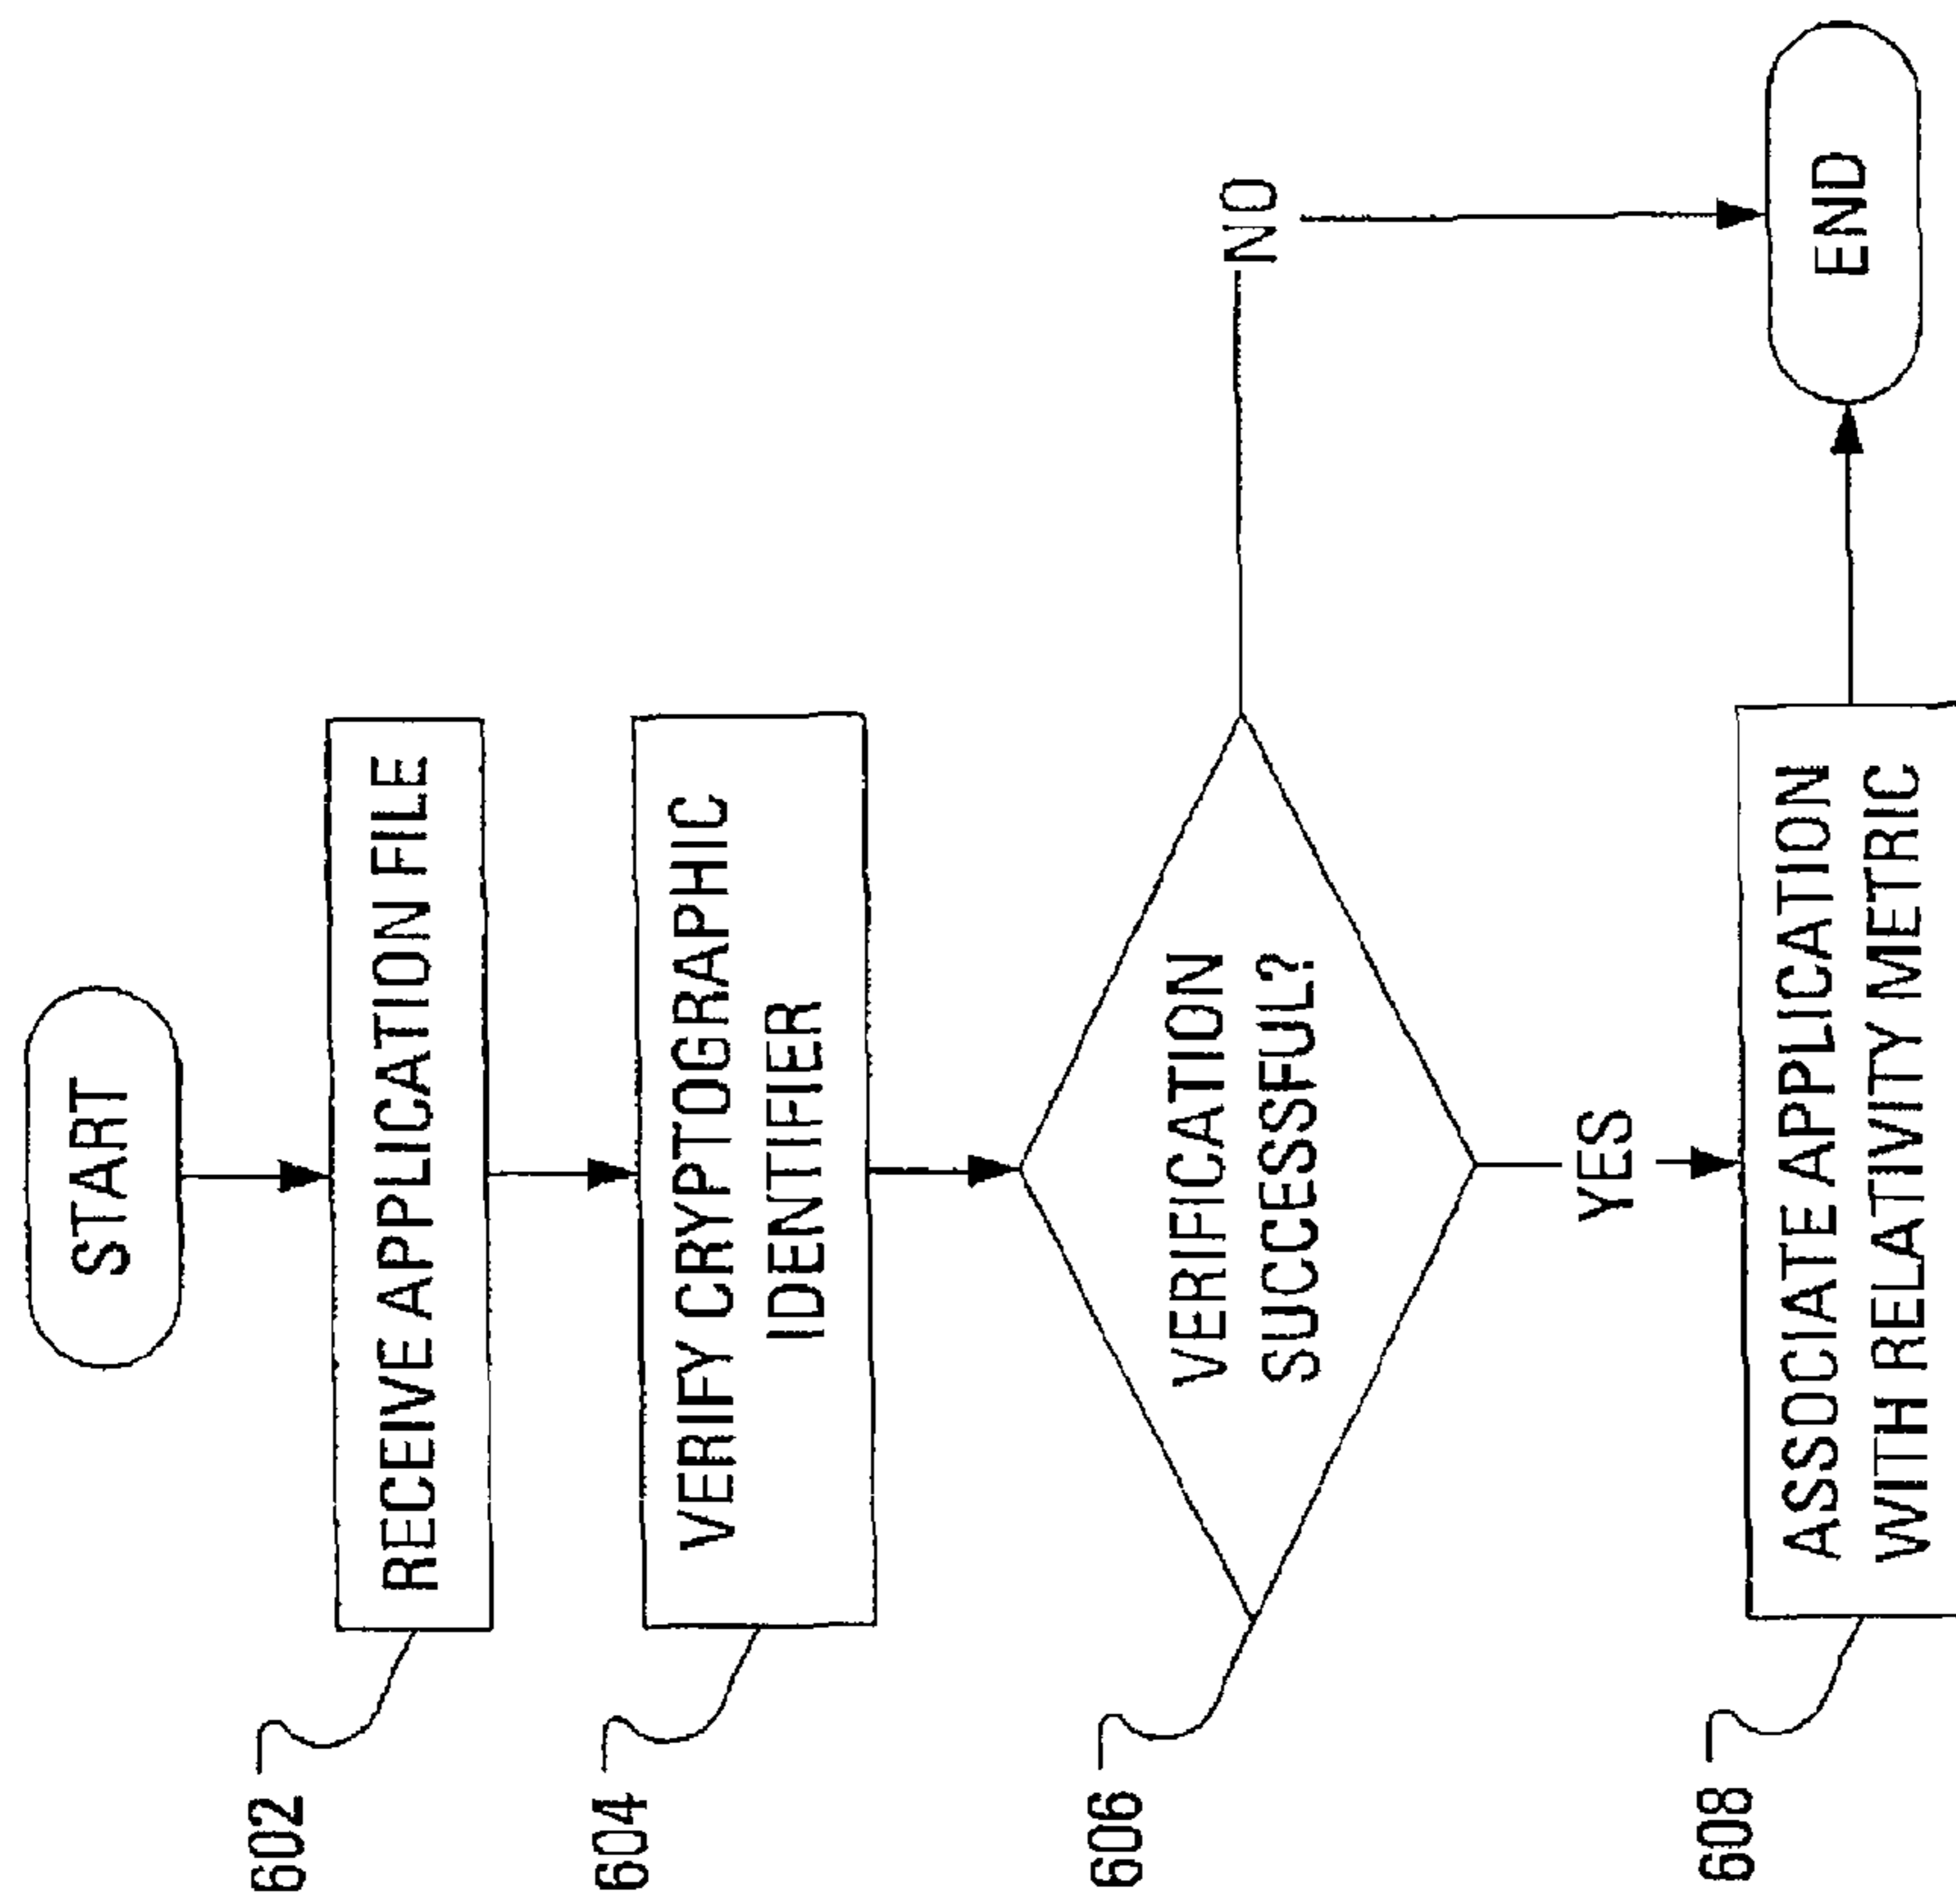 START
602
RECEIVE APPLICATION FILE
604
VERIFY CRYPTOGRAPHIC
IDENTIFIER
606
VERIFICATION
SUCCESSFUL?
NO
YES
608
ASSOCIATE APPLICATION
WITH RELATIVITY METRIC
END